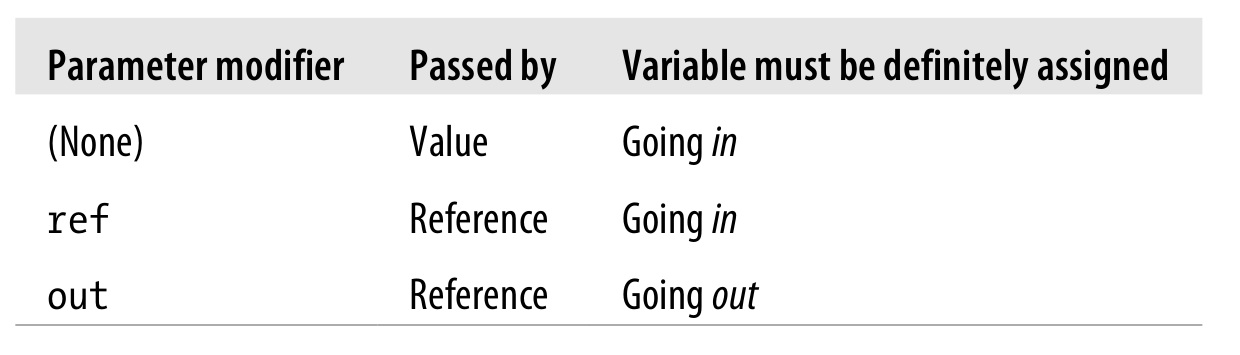 Parameter modifier Passed by Variable must be definitely assigned
(None) Value Going in
ref Reference Going in
out Reference Going out